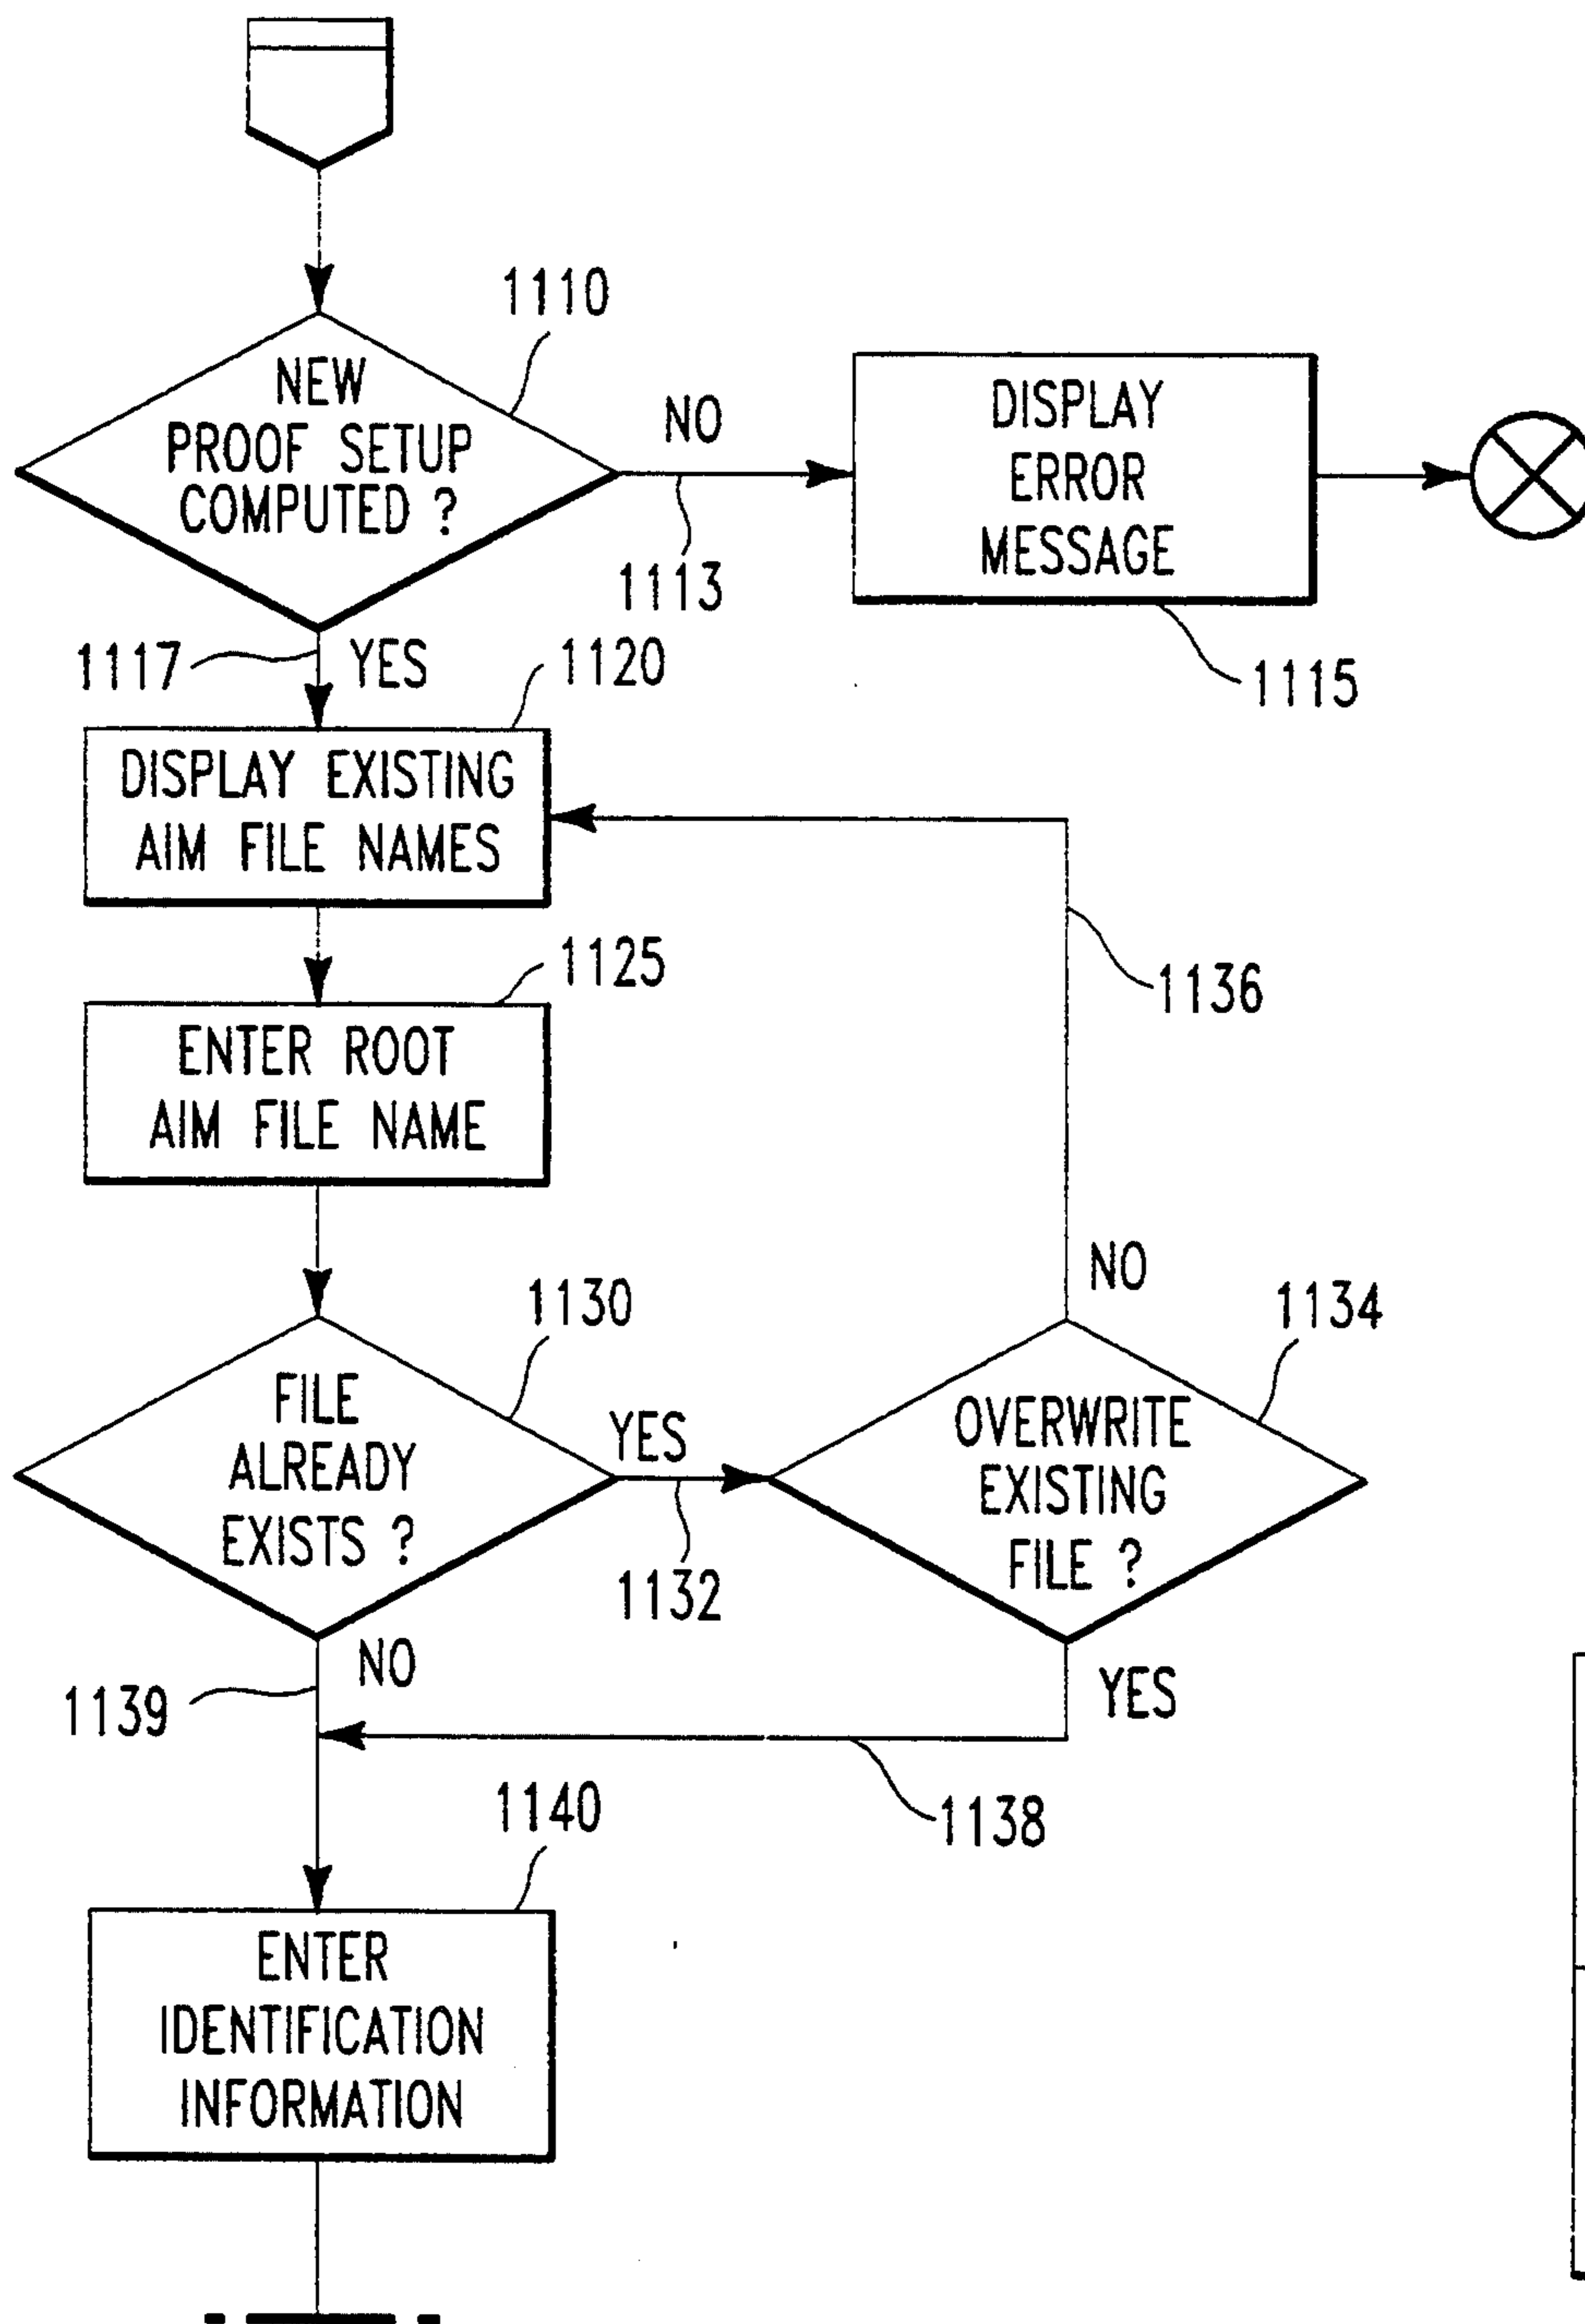 1110
NEW
PROOF SETUP
COMPUTED ?
NO
1113
DISPLAY
ERROR
MESSAGE
1115
1117
YES
1120
DISPLAY EXISTING
AIM FILE NAMES
1125
ENTER ROOT
AIM FILE NAME
1136
1130
FILE
ALREADY
EXISTS ?
YES
1132
NO
1134
OVERWRITE
EXISTING
FILE ?
NO
1139
YES
1138
1140
ENTER
IDENTIFICATION
INFORMATION